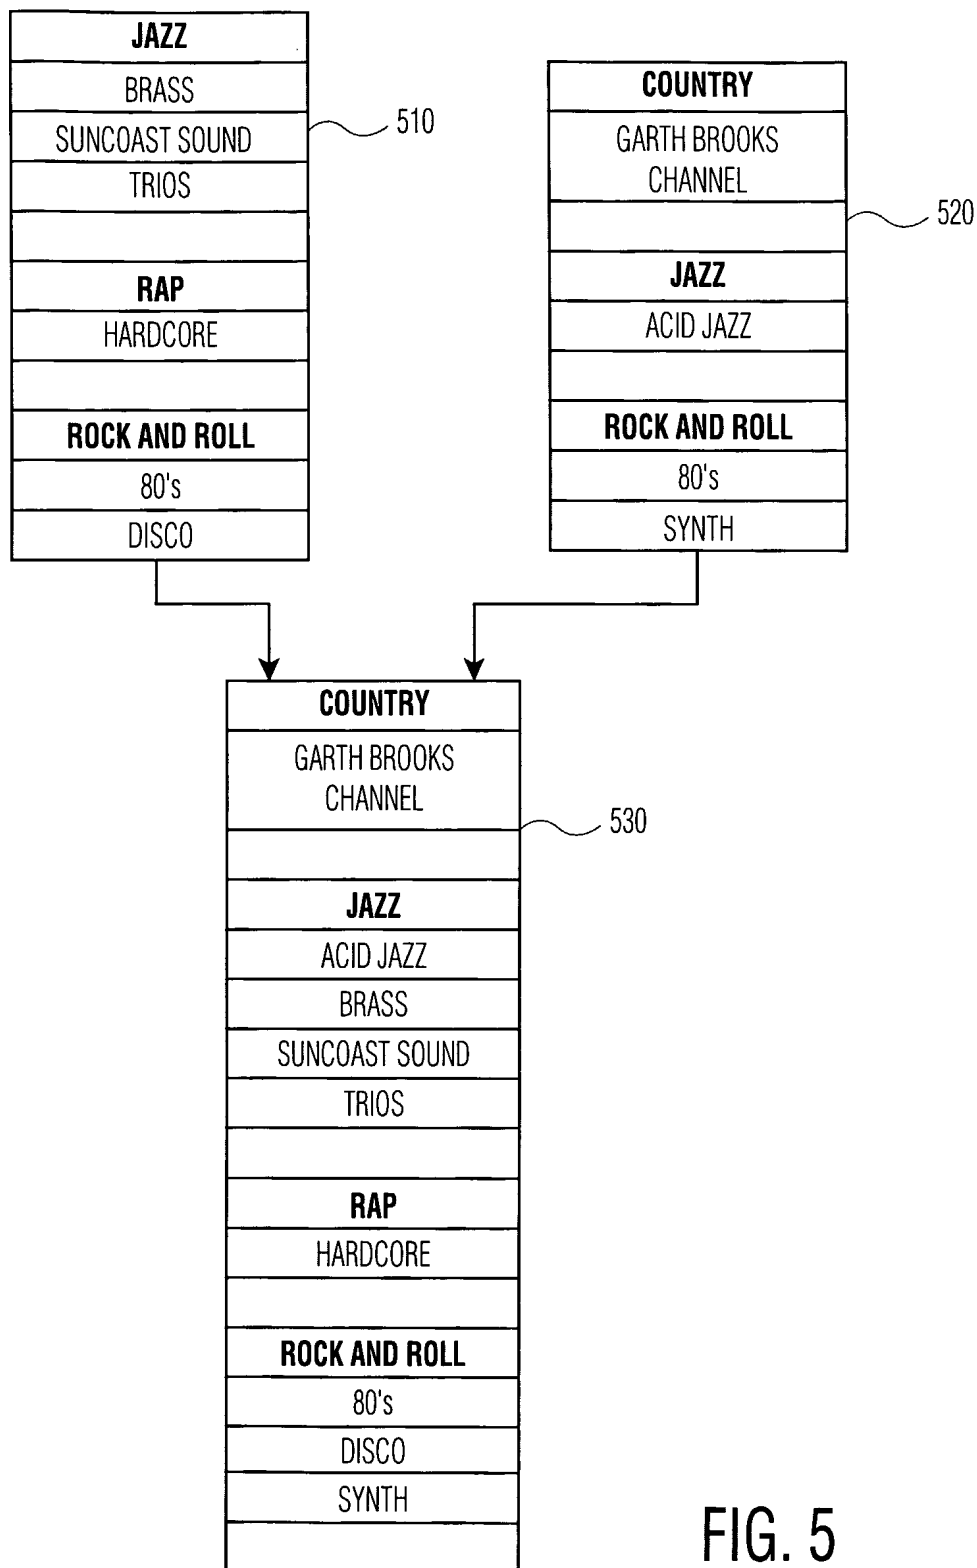 JAZZ
BRASS
SUNCOAST SOUND
TRIOS
RAP
HARDCORE
ROCK AND ROLL
80's
DISCO
510
COUNTRY
GARTH BROOKS
CHANNEL
JAZZ
ACID JAZZ
ROCK AND ROLL
80's
SYNTH
520
COUNTRY
GARTH BROOKS
CHANNEL
JAZZ
ACID JAZZ
BRASS
SUNCOAST SOUND
TRIOS
RAP
HARDCORE
ROCK AND ROLL
80's
DISCO
SYNTH
530
FIG. 5